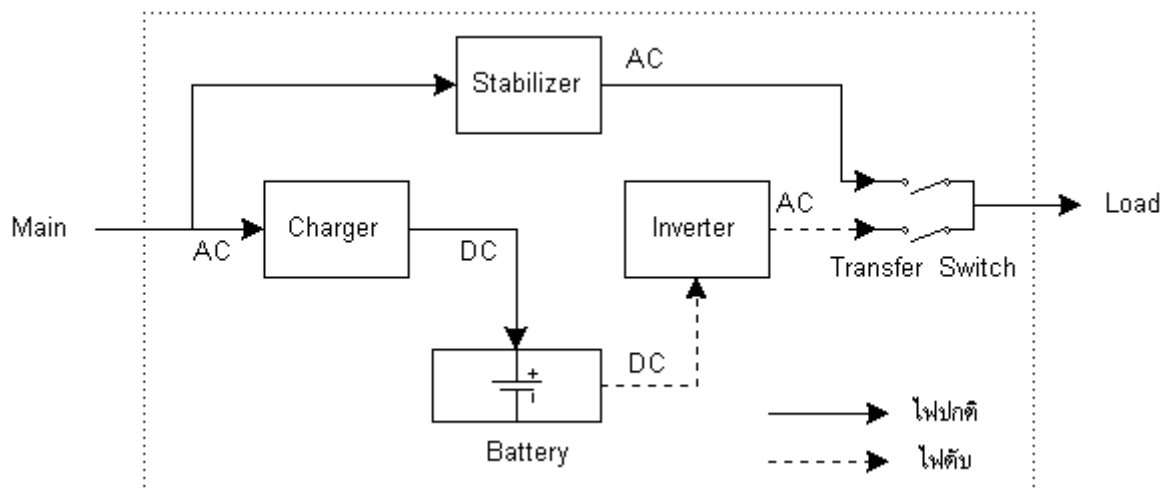 AC
Stabilizer
Main
AC
Charger
DC
Inverter
AC
Load
Transfer Switch
DC
+
Battery
ไฟปกติ
ไฟดับ